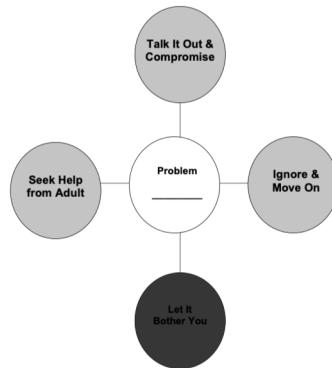 Talk It Out &
Compromise
Problem
Seek Help
from Adult
Ignore &
Move On
Let It
Bother You